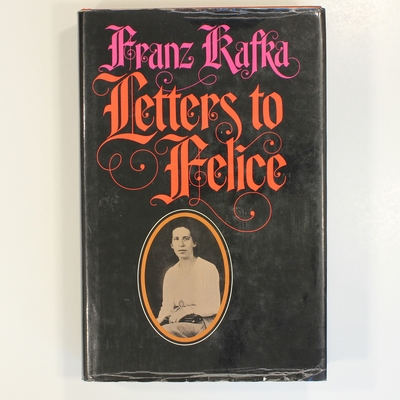 Franz Kafka
Letters to
Felice